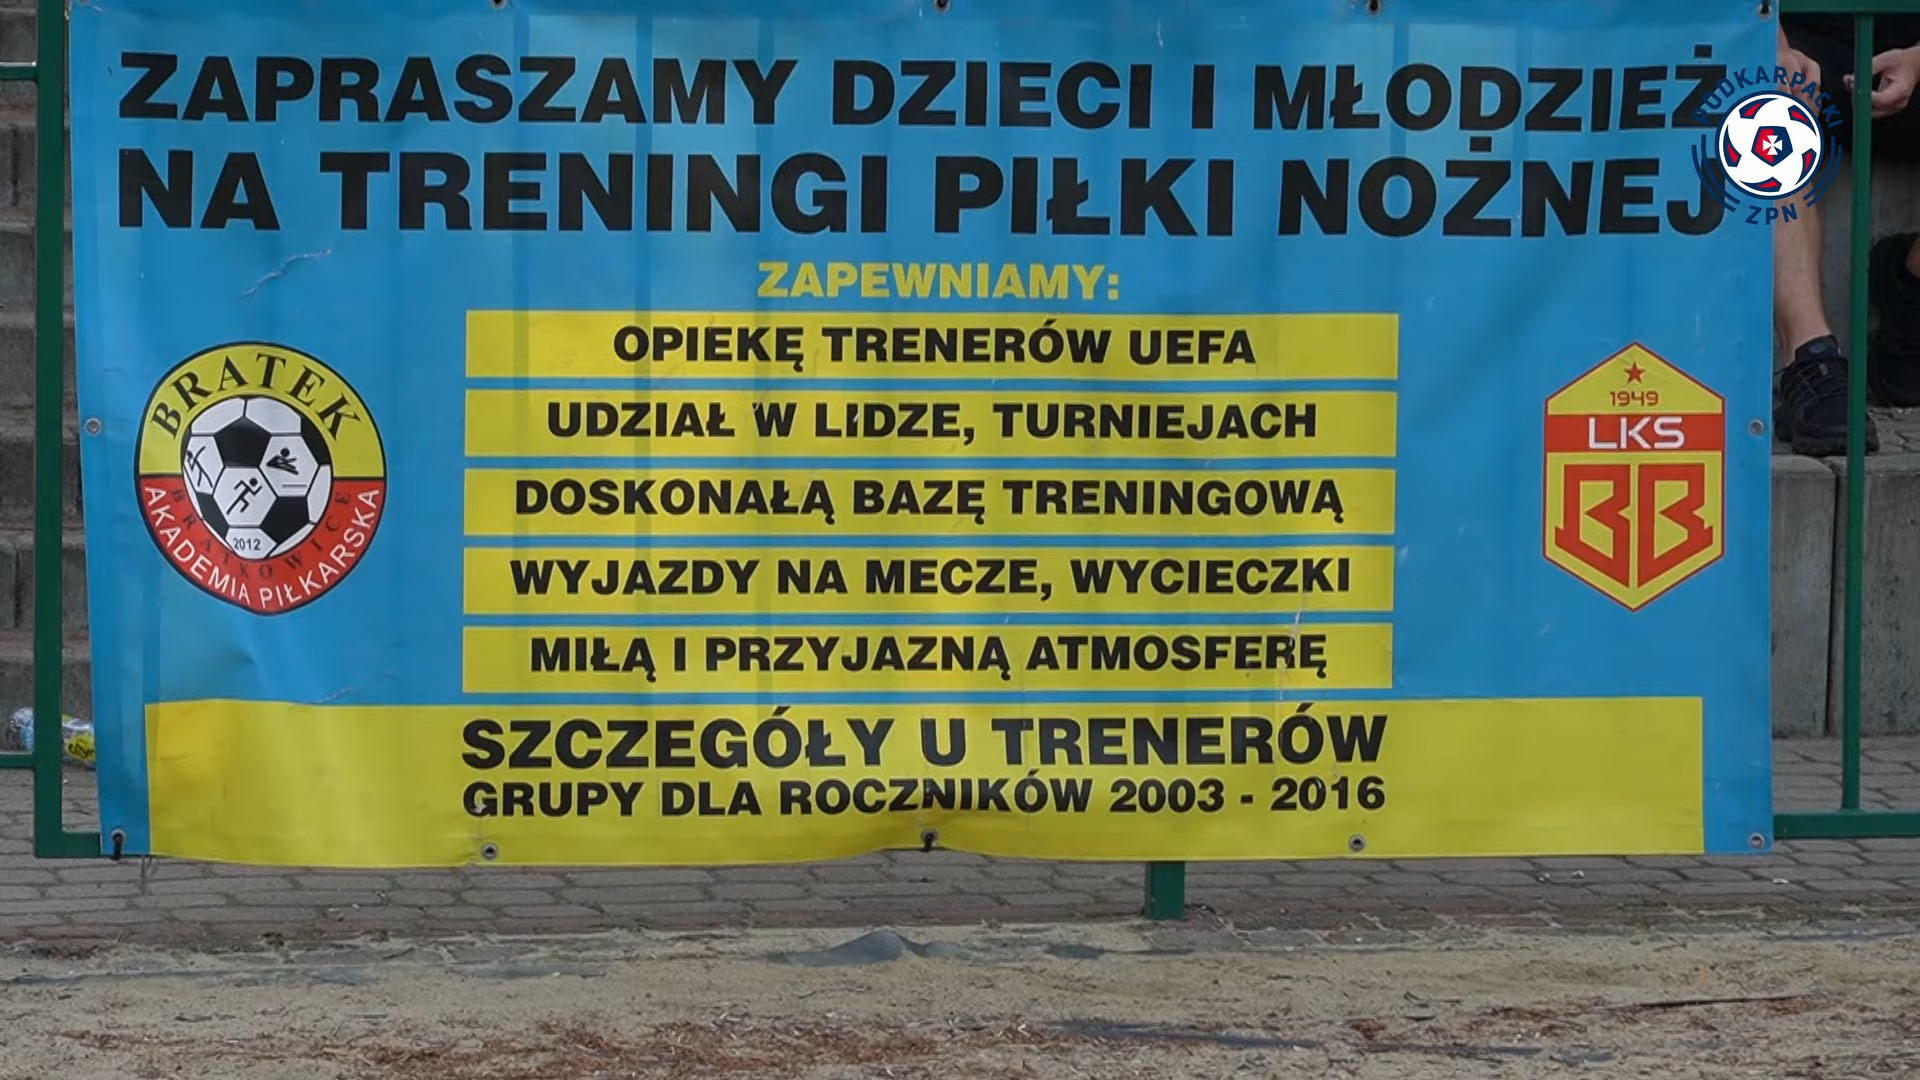 ZAPRASZAMY DZIECI I MŁODZIEŻ
NA TRENINGI PIŁKI NOŻNEJ
PODKARPACKI
ZPN
ZAPEWNIAMY:
OPIEKĘ TRENERÓW UEFA
UDZIAŁ W LIDZE, TURNIEJACH
DOSKONAŁĄ BAZĘ TRENINGOWĄ
WYJAZDY NA MECZE, WYCIECZKI
MIŁĄ I PRZYJAZNĄ ATMOSFERĘ
BRATEK
2012
BRATKOWICE
AKADEMIA PIŁKARSKA
1949
LKS
BB
SZCZEGÓŁY U TRENERÓW
GRUPY DLA ROCZNIKÓW 2003 - 2016